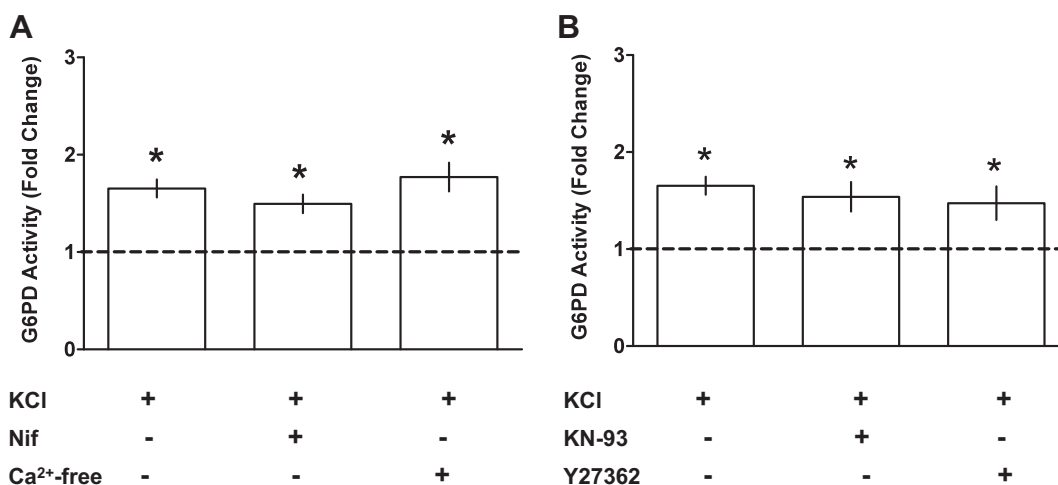 A
G6PD Activity (Fold Change)
3
2
1
0
* * *
KCl + + +
Nif - + -
Ca²⁺-free - - +
B
G6PD Activity (Fold Change)
3
2
1
0
* * *
KCl + + +
KN-93 - + -
Y27362 - - +